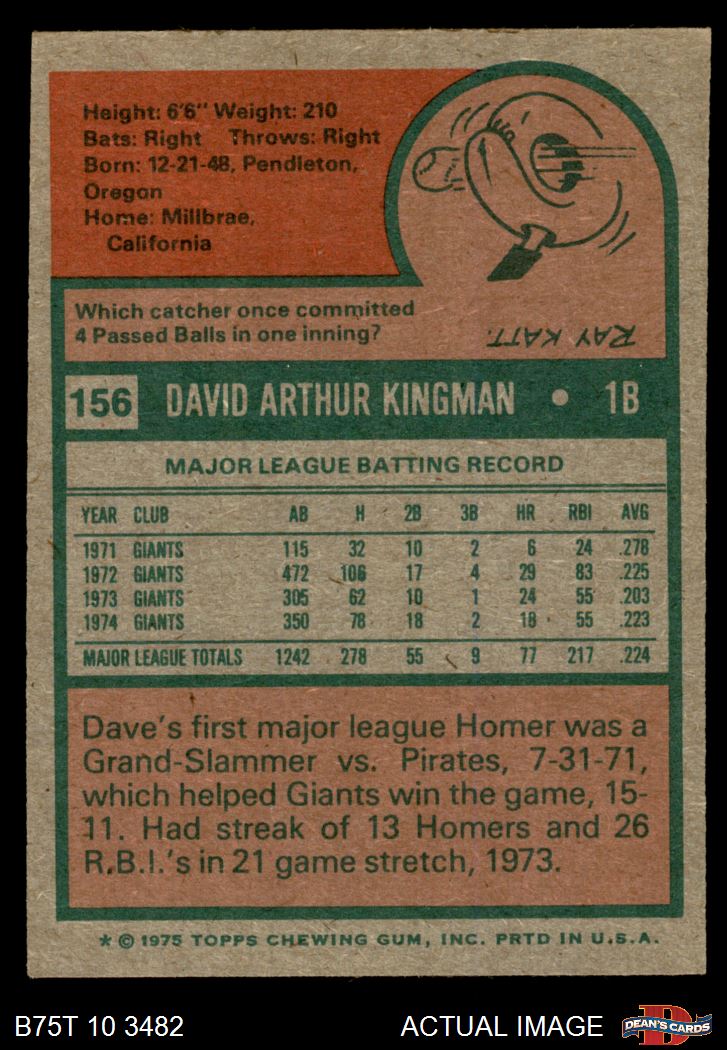 Height: 6'6" Weight: 210
Bats: Right Throws: Right
Born: 12-21-48, Pendleton,
Oregon
Home: Millbrae,
California
Which catcher once committed
4 Passed Balls in one inning?
RAY KATT.
156 DAVID ARTHUR KINGMAN • 1B
MAJOR LEAGUE BATTING RECORD
YEAR CLUB AB H 2B 3B HR RBI AVG
1971 GIANTS 115 32 10 2 6 24 .278
1972 GIANTS 472 106 17 4 29 83 .225
1973 GIANTS 305 62 10 1 24 55 .203
1974 GIANTS 350 78 18 2 18 55 .223
MAJOR LEAGUE TOTALS 1242 278 55 9 77 217 .224
Dave's first major league Homer was a
Grand-Slammer vs. Pirates, 7-31-71,
which helped Giants win the game, 15-
11. Had streak of 13 Homers and 26
R.B.I.'s in 21 game stretch, 1973.
* © 1975 TOPPS CHEWING GUM, INC. PRTD IN U.S.A.
B75T 10 3482
ACTUAL IMAGE
D
DEAN'S CARDS